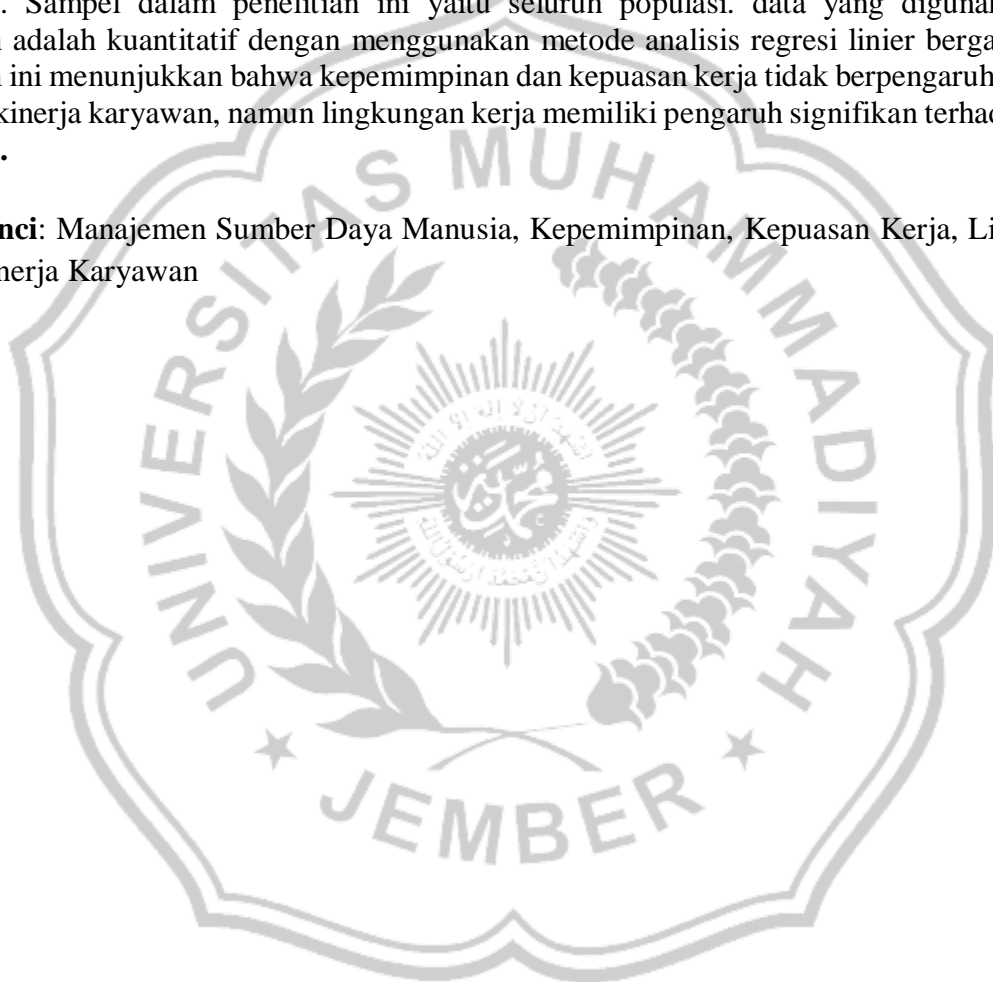 . Sampel dalam penelitian ini yaitu seluruh populasi. data yang diguna
adalah kuantitatif dengan menggunakan metode analisis regresi linier berga
ini menunjukkan bahwa kepemimpinan dan kepuasan kerja tidak berpengaruh
kinerja karyawan, namun lingkungan kerja memiliki pengaruh signifikan terhad
.
nci: Manajemen Sumber Daya Manusia, Kepemimpinan, Kepuasan Kerja, Li
nerja Karyawan
UNIVERSITAS MUHAMMADIYAH
JEMBER